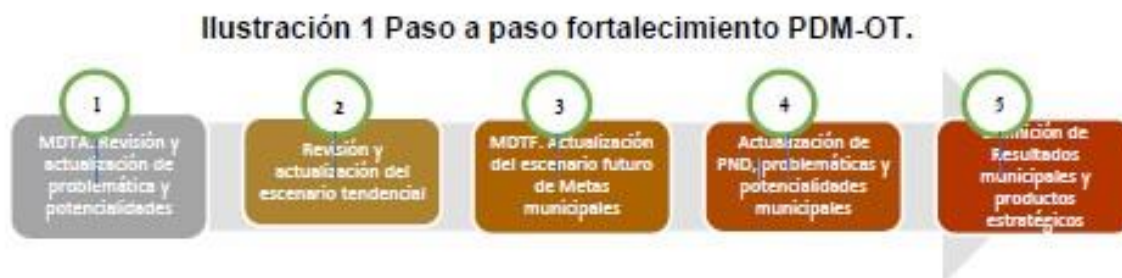 Ilustración 1 Paso a paso fortalecimiento PDM-OT.
1
MDTA. Revisión y
actualización de
problemática y
potencialidades
2
Revisión y
actualización del
escenario tendencial
3
MDTF. Actualización
del escenario futuro
de Metas
municipales
4
Actualización de
PND, problemáticas y
potencialidades
municipales
5
de
Resultados
municipales y
productos
estratégicos